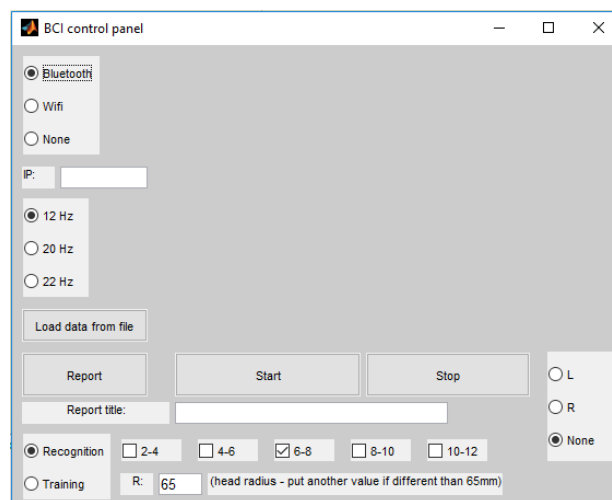 BCI control panel
Bluetooth
Wifi
None
IP:
12 Hz
20 Hz
22 Hz
Load data from file
Report Start Stop
L
R
None
Report title:
Recognition 2-4 4-6 6-8 8-10 10-12
Training R: 65 (head radius - put another value if different than 65mm)